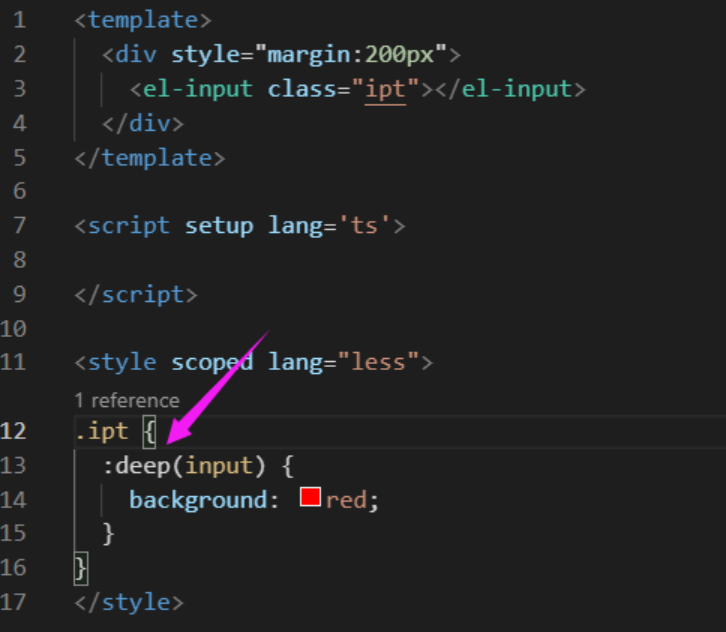 1 <template>
2 <div style="margin:200px">
3 <el-input class="ipt"></el-input>
4 </div>
5 </template>
6
7 <script setup lang='ts'>
8
9 </script>
10
11 <style scoped lang="less">
1 reference
12 .ipt {
13 :deep(input) {
14 background: red;
15 }
16 }
17 </style>